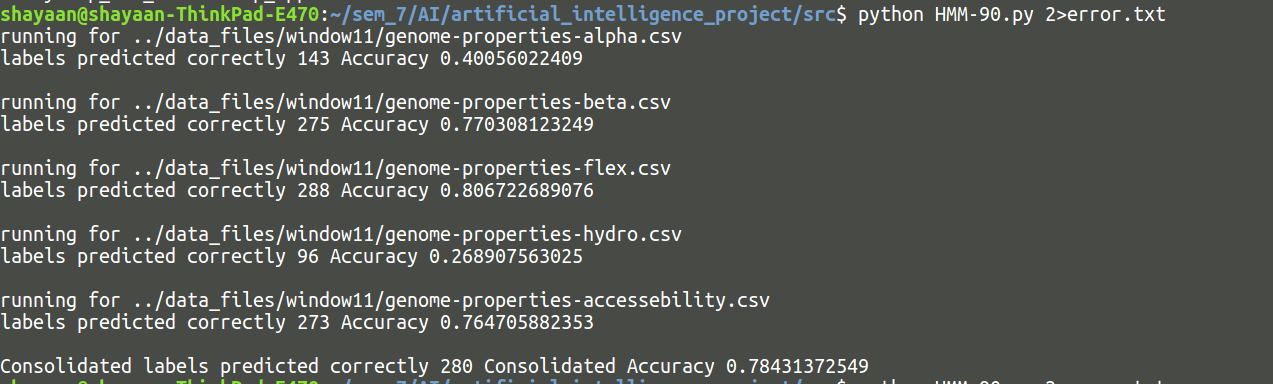 shayaan@shayaan-ThinkPad-E470:~/sem_7/AI/artificial_intelligence_project/src$ python HMM-90.py 2>error.txt
running for ../data_files/window11/genome-properties-alpha.csv
labels predicted correctly 143 Accuracy 0.40056022409
running for ../data_files/window11/genome-properties-beta.csv
labels predicted correctly 275 Accuracy 0.770308123249
running for ../data_files/window11/genome-properties-flex.csv
labels predicted correctly 288 Accuracy 0.806722689076
running for ../data_files/window11/genome-properties-hydro.csv
labels predicted correctly 96 Accuracy 0.268907563025
running for ../data_files/window11/genome-properties-accessebility.csv
labels predicted correctly 273 Accuracy 0.764705882353
Consolidated labels predicted correctly 280 Consolidated Accuracy 0.78431372549